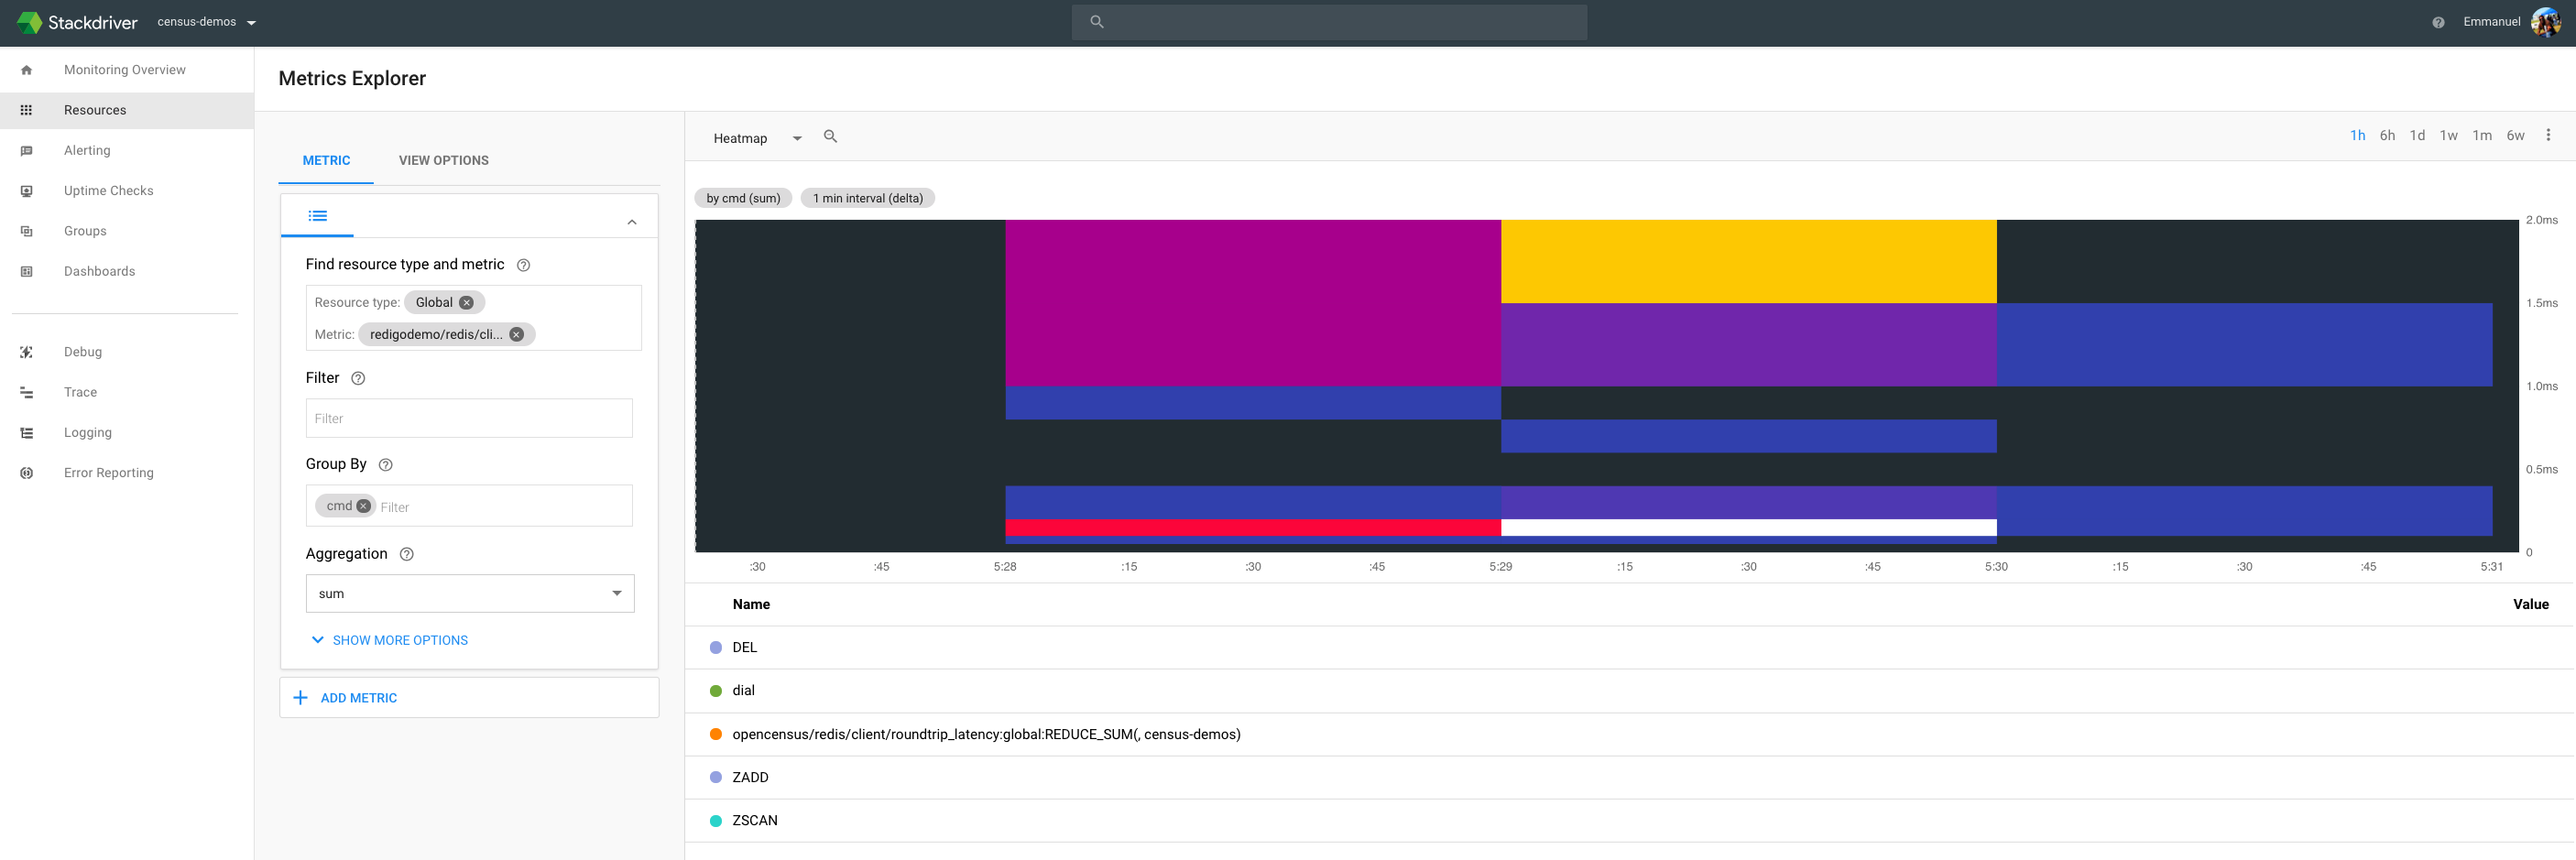 Stackdriver census-demos
Emmanuel
Monitoring Overview
Resources
Alerting
Uptime Checks
Groups
Dashboards
Debug
Trace
Logging
Error Reporting
Metrics Explorer
METRIC VIEW OPTIONS
Find resource type and metric
Resource type: Global
Metric: redigodemo/redis/cli...
Filter
Filter
Group By
cmd Filter
Aggregation
sum
SHOW MORE OPTIONS
ADD METRIC
Heatmap
1h 6h 1d 1w 1m 6w
by cmd (sum) 1 min interval (delta)
2.0ms
1.5ms
1.0ms
0.5ms
0
:30 :45 5:28 :15 :30 :45 5:29 :15 :30 :45 5:30 :15 :30 :45 5:31
Name Value
DEL
dial
opencensus/redis/client/roundtrip_latency:global:REDUCE_SUM(, census-demos)
ZADD
ZSCAN